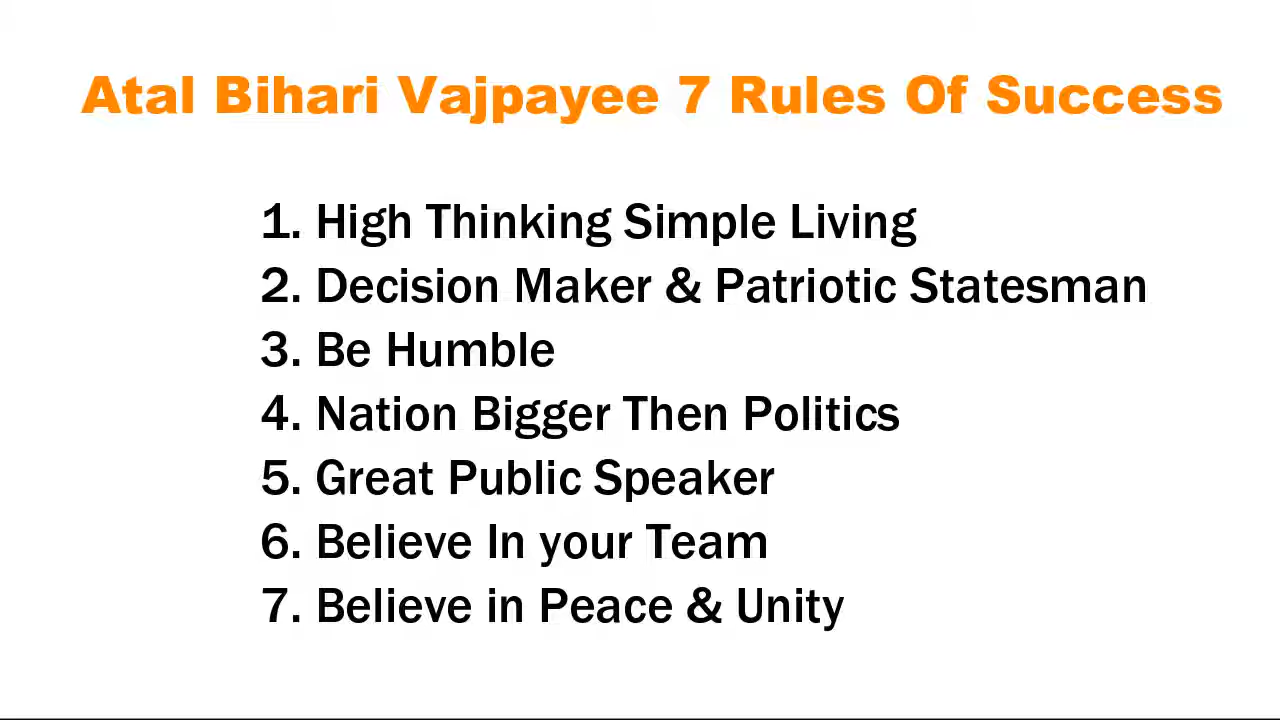 Atal Bihari Vajpayee 7 Rules Of Success
1. High Thinking Simple Living
2. Decision Maker & Patriotic Statesman
3. Be Humble
4. Nation Bigger Then Politics
5. Great Public Speaker
6. Believe In your Team
7. Believe in Peace & Unity